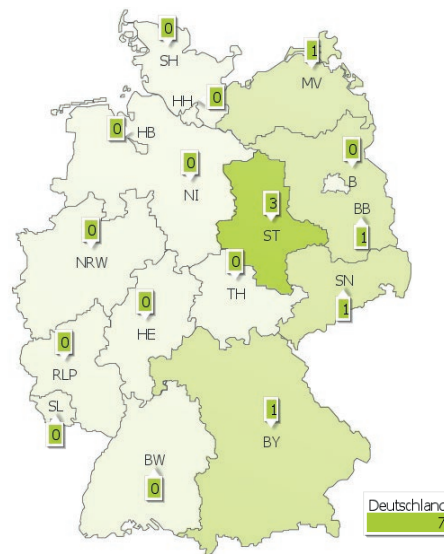 0
SH
1
MV
HH
0
0
HB
0
0
B
NI
3
BB
1
ST
0
NRW
0
TH
SN
1
0
HE
0
RLP
SL
0
1
BY
BW
0
Deutschland
7